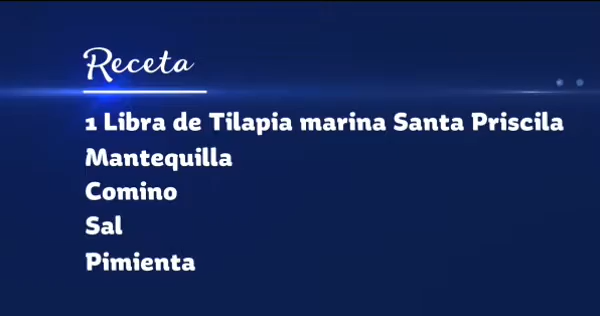 Receta
1 Libra de Tilapia marina Santa Priscila
Mantequilla
Comino
Sal
Pimienta